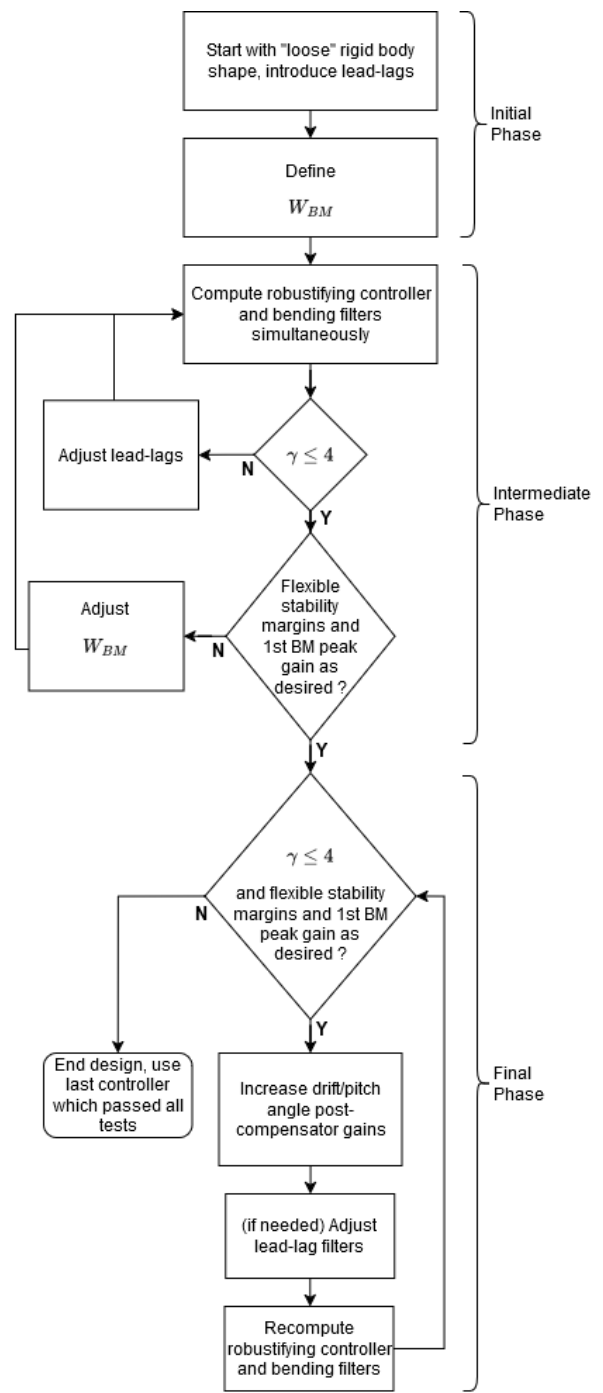 Start with "loose" rigid body
shape, introduce lead-lags
Initial
Phase
Define
W_{BM}
Compute robustifying controller
and bending filters
simultaneously
Adjust lead-lags
N
γ ≤ 4
Y
Intermediate
Phase
Adjust
W_{BM}
N
Flexible
stability
margins and
1st BM peak
gain as
desired ?
Y
γ ≤ 4
and flexible stability
margins and 1st BM
peak gain as
desired ?
N
Y
End design, use
last controller
which passed all
tests
Increase drift/pitch
angle post-
compensator gains
Final
Phase
(if needed) Adjust
lead-lag filters
Recompute
robustifying controller
and bending filters